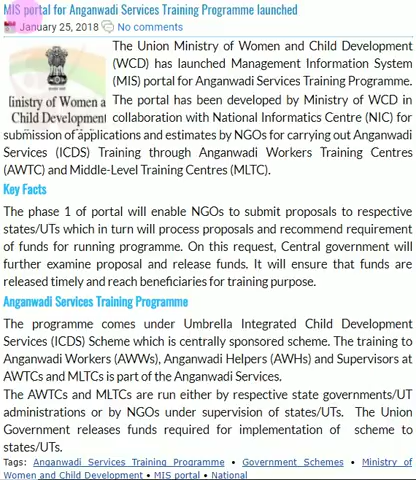 MIS portal for Anganwadi Services Training Programme launched
January 25, 2018 No comments
The Union Ministry of Women and Child Development
(WCD) has launched Management Information System
(MIS) portal for Anganwadi Services Training Programme.
The portal has been developed by Ministry of WCD in
linistry of Women a
Child Development
collaboration with National Informatics Centre (NIC) for
submission of applications and estimates by NGOs for carrying out Anganwadi
Services (ICDS) Training through Anganwadi Workers Training Centres
(AWTC) and Middle-Level Training Centres (MLTC).
Key Facts
The phase 1 of portal will enable NGOs to submit proposals to respective
states/UTs which in turn will process proposals and recommend requirement
of funds for running programme. On this request, Central government will
further examine proposal and release funds. It will ensure that funds are
released timely and reach beneficiaries for training purpose.
Anganwadi Services Training Programme
The programme comes under Umbrella Integrated Child Development
Services (ICDS) Scheme which is centrally sponsored scheme. The training to
Anganwadi Workers (AWWs), Anganwadi Helpers (AWHs) and Supervisors at
AWTCs and MLTCs is part of the Anganwadi Services.
The AWTCs and MLTCs are run either by respective state governments/UT
administrations or by NGOs under supervision of states/UTs. The Union
Government releases funds required for implementation of scheme to
states/UTs.
Tags: Anganwadi Services Training Programme • Government Schemes • Ministry of
Women and Child Development • MIS portal • National